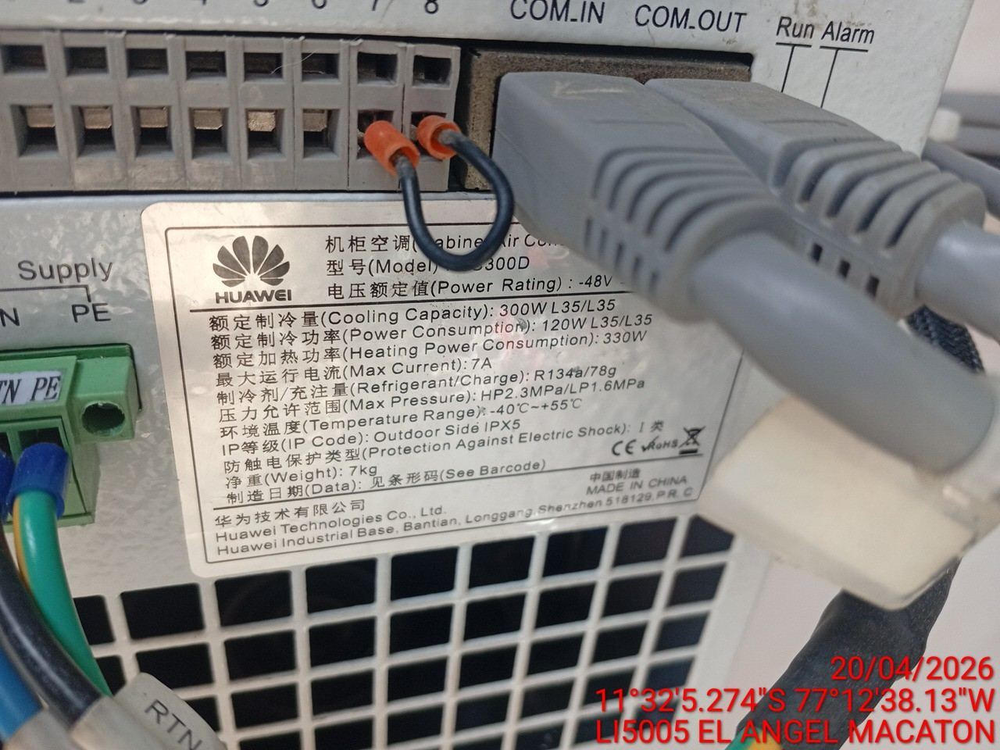 7 8 COM_IN COM_OUT
Run Alarm
HUAWEI
机柜空调(Cabinet Air
型号(Model) 300D
电压额定值(Power Rating) : -48V
额定制冷量(Cooling Capacity): 300W L35/L35
额定制冷功率(Power Consumption): 120W L35/L35
额定加热功率(Heating Power Consumption): 330W
最大运行电流(Max Current): 7A
制冷剂/充注量(Refrigerant/Charge): R134a/78g
压力允许范围(Max Pressure): HP2.3MPa/LP1.6MPa
环境温度(Temperature Range): -40℃~+55℃
IP等级(IP Code): Outdoor Side IPX5
防触电保护类型(Protection Against Electric Shock): I 类
净重(Weight): 7kg
制造日期(Data): 见条形码(See Barcode)
CE RoHS
华为技术有限公司
Huawei Technologies Co., Ltd.
Huawei Industrial Base, Bantian, Longgang,Shenzhen 518129,P.R. C
中国制造
MADE IN CHINA
Supply
N PE
TN PE
RTN
20/04/2026
11°32'5.274"S 77°12'38.13"W
LI5005 EL ANGEL MACATON